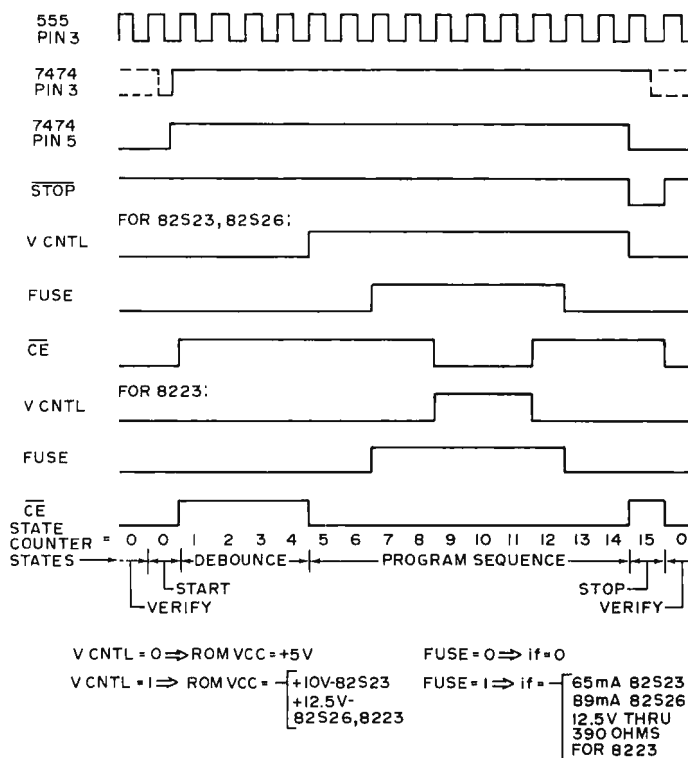 555
PIN 3
7474
PIN 3
7474
PIN 5
STOP
FOR 82S23, 82S26:
V CNTL
FUSE
CE
FOR 8223:
V CNTL
FUSE
CE
STATE
COUNTER = 0 0 1 2 3 4 5 6 7 8 9 10 11 12 13 14 15 0
STATES
DEBOUNCE PROGRAM SEQUENCE
START STOP
VERIFY VERIFY
V CNTL = 0 ⇒ ROM VCC = +5V
V CNTL = 1 ⇒ ROM VCC = +10V-82S23
+12.5V-
82S26, 8223
FUSE = 0 ⇒ if = 0
FUSE = 1 ⇒ if = 65mA 82S23
89mA 82S26
12.5V THRU
390 OHMS
FOR 8223